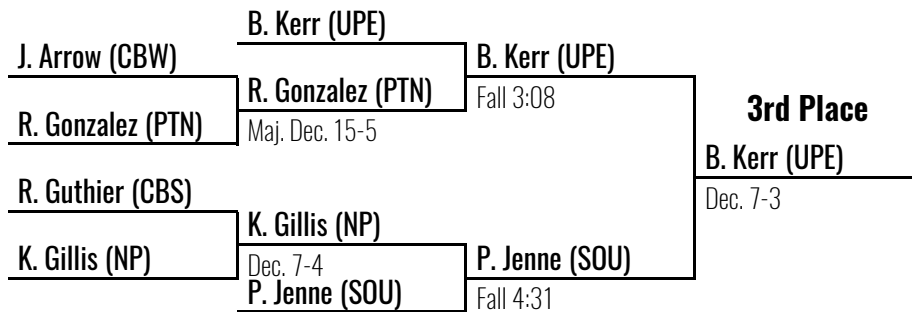 B. Kerr (UPE)
J. Arrow (CBW)
B. Kerr (UPE)
R. Gonzalez (PTN)
Fall 3:08
3rd Place
R. Gonzalez (PTN)
Maj. Dec. 15-5
B. Kerr (UPE)
R. Guthier (CBS)
Dec. 7-3
K. Gillis (NP)
K. Gillis (NP)
Dec. 7-4
P. Jenne (SOU)
P. Jenne (SOU)
Fall 4:31